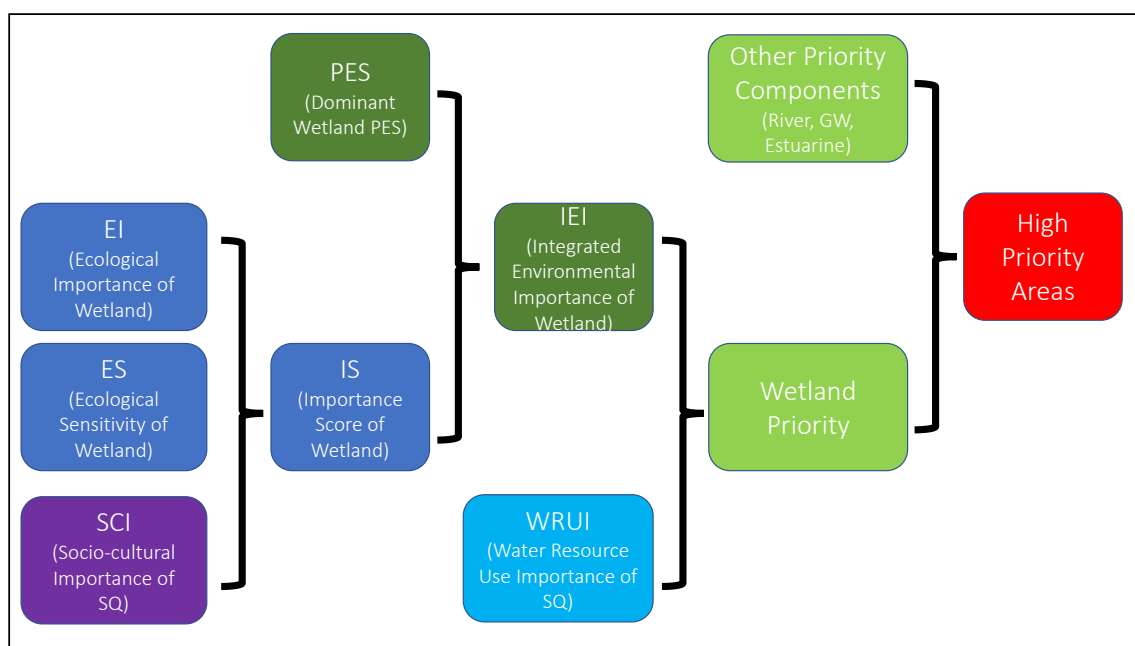 PES
(Dominant
Wetland PES)
Other Priority
Components
(River, GW,
Estuarine)
EI
(Ecological
Importance of
Wetland)
IEI
(Integrated
Environmental
Importance of
Wetland)
High
Priority
Areas
ES
(Ecological
Sensitivity of
Wetland)
IS
(Importance
Score of
Wetland)
Wetland
Priority
SCI
(Socio-cultural
Importance of
SQ)
WRUI
(Water Resource
Use Importance of
SQ)